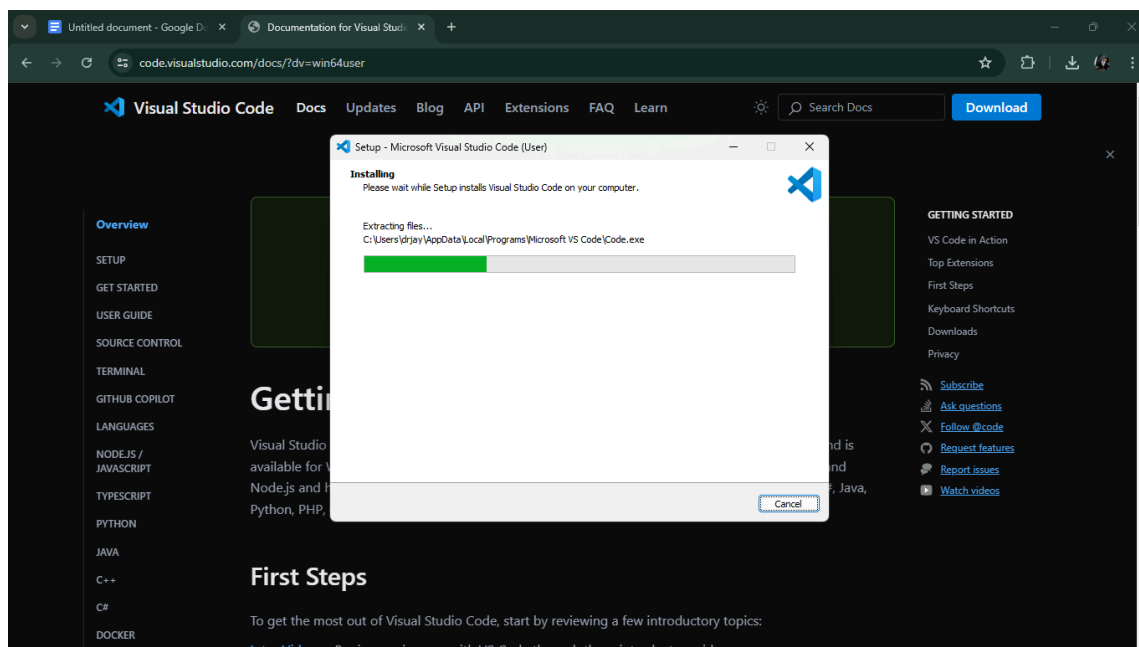 Untitled document - Google Do
Documentation for Visual Studi
code.visualstudio.com/docs/?dv=win64user
Visual Studio Code Docs Updates Blog API Extensions FAQ Learn Search Docs Download
Setup - Microsoft Visual Studio Code (User)
Installing
Please wait while Setup installs Visual Studio Code on your computer.
Extracting files...
C:\Users\drjay\AppData\Local\Programs\Microsoft VS Code\Code.exe
Cancel
Overview
SETUP
GET STARTED
USER GUIDE
SOURCE CONTROL
TERMINAL
GITHUB COPILOT
LANGUAGES
NODE.JS /
JAVASCRIPT
TYPESCRIPT
PYTHON
JAVA
C++
C#
DOCKER
Getti
Visual Studio nd is
available for and
Node.js and h #, Java,
Python, PHP,
First Steps
To get the most out of Visual Studio Code, start by reviewing a few introductory topics:
GETTING STARTED
VS Code in Action
Top Extensions
First Steps
Keyboard Shortcuts
Downloads
Privacy
Subscribe
Ask questions
Follow @code
Request features
Report issues
Watch videos